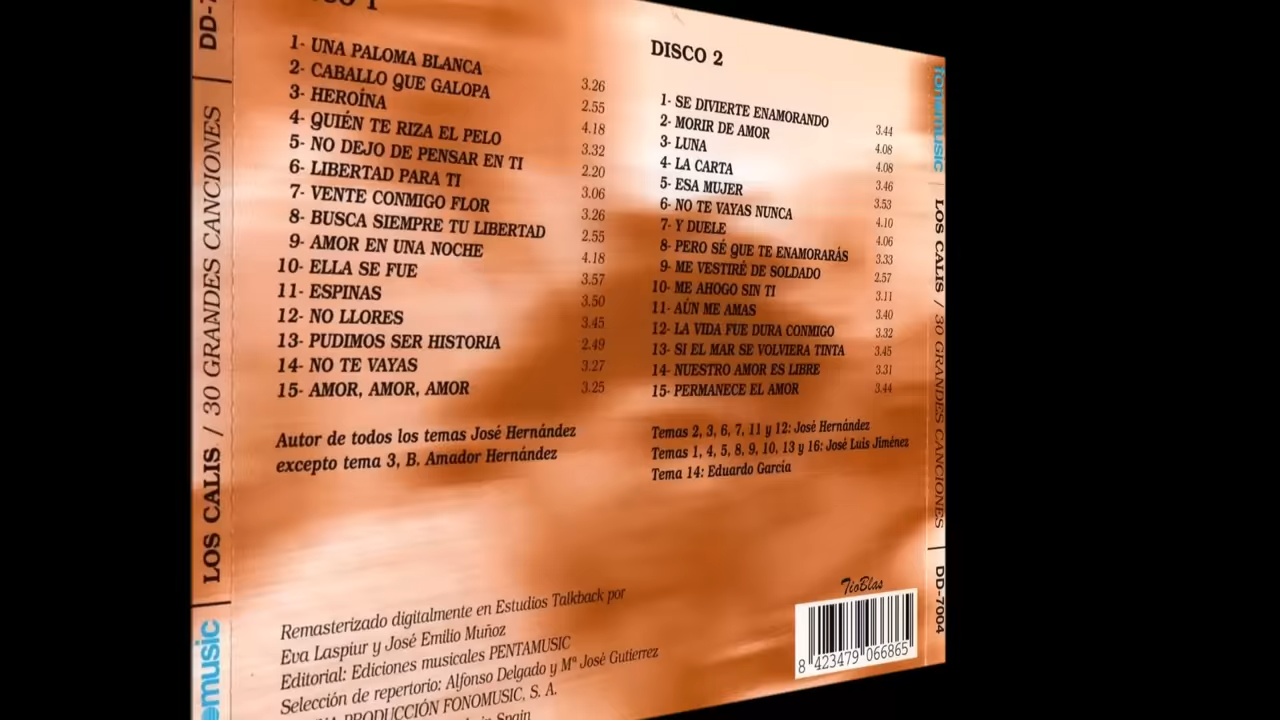 DD-7
LOS CALIS / 30 GRANDES CANCIONES
omusic
1- UNA PALOMA BLANCA
2- CABALLO QUE GALOPA 3.26
3- HEROÍNA 2.55
4- QUIÉN TE RIZA EL PELO 4.18
5- NO DEJO DE PENSAR EN TI 3.32
6- LIBERTAD PARA TI 2.20
7- VENTE CONMIGO FLOR 3.06
8- BUSCA SIEMPRE TU LIBERTAD 3.26
9- AMOR EN UNA NOCHE 2.55
10- ELLA SE FUE 4.18
11- ESPINAS 3.57
12- NO LLORES 3.50
13- PUDIMOS SER HISTORIA 3.45
14- NO TE VAYAS 2.49
15- AMOR, AMOR, AMOR 3.27
3.25
Autor de todos los temas José Hernández
excepto tema 3, B. Amador Hernández
DISCO 2
1- SE DIVIERTE ENAMORANDO
2- MORIR DE AMOR 3.44
3- LUNA 4.08
4- LA CARTA 4.08
5- ESA MUJER 3.46
6- NO TE VAYAS NUNCA 3.53
7- Y DUELE 4.10
8- PERO SÉ QUE TE ENAMORARÁS 4.06
9- ME VESTIRÉ DE SOLDADO 3.33
10- ME AHOGO SIN TI 2.57
11- AÚN ME AMAS 3.11
12- LA VIDA FUE DURA CONMIGO 3.40
13- SI EL MAR SE VOLVIERA TINTA 3.32
14- NUESTRO AMOR ES LIBRE 3.45
15- PERMANECE EL AMOR 3.31
3.44
Temas 2, 3, 6, 7, 11 y 12: José Hernández
Temas 1, 4, 5, 8, 9, 10, 13 y 16: José Luis Jiménez
Tema 14: Eduardo García
Remasterizado digitalmente en Estudios Talkback por
Eva Laspiur y José Emilio Muñoz
Editorial: Ediciones musicales PENTAMUSIC
Selección de repertorio: Alfonso Delgado y Mª José Gutierrez
PRODUCCIÓN FONOMUSIC, S. A.
Spain
TioBlas
8 423479 066865
fonomusic
LOS CALIS / 30 GRANDES CANCIONES
DD-7004